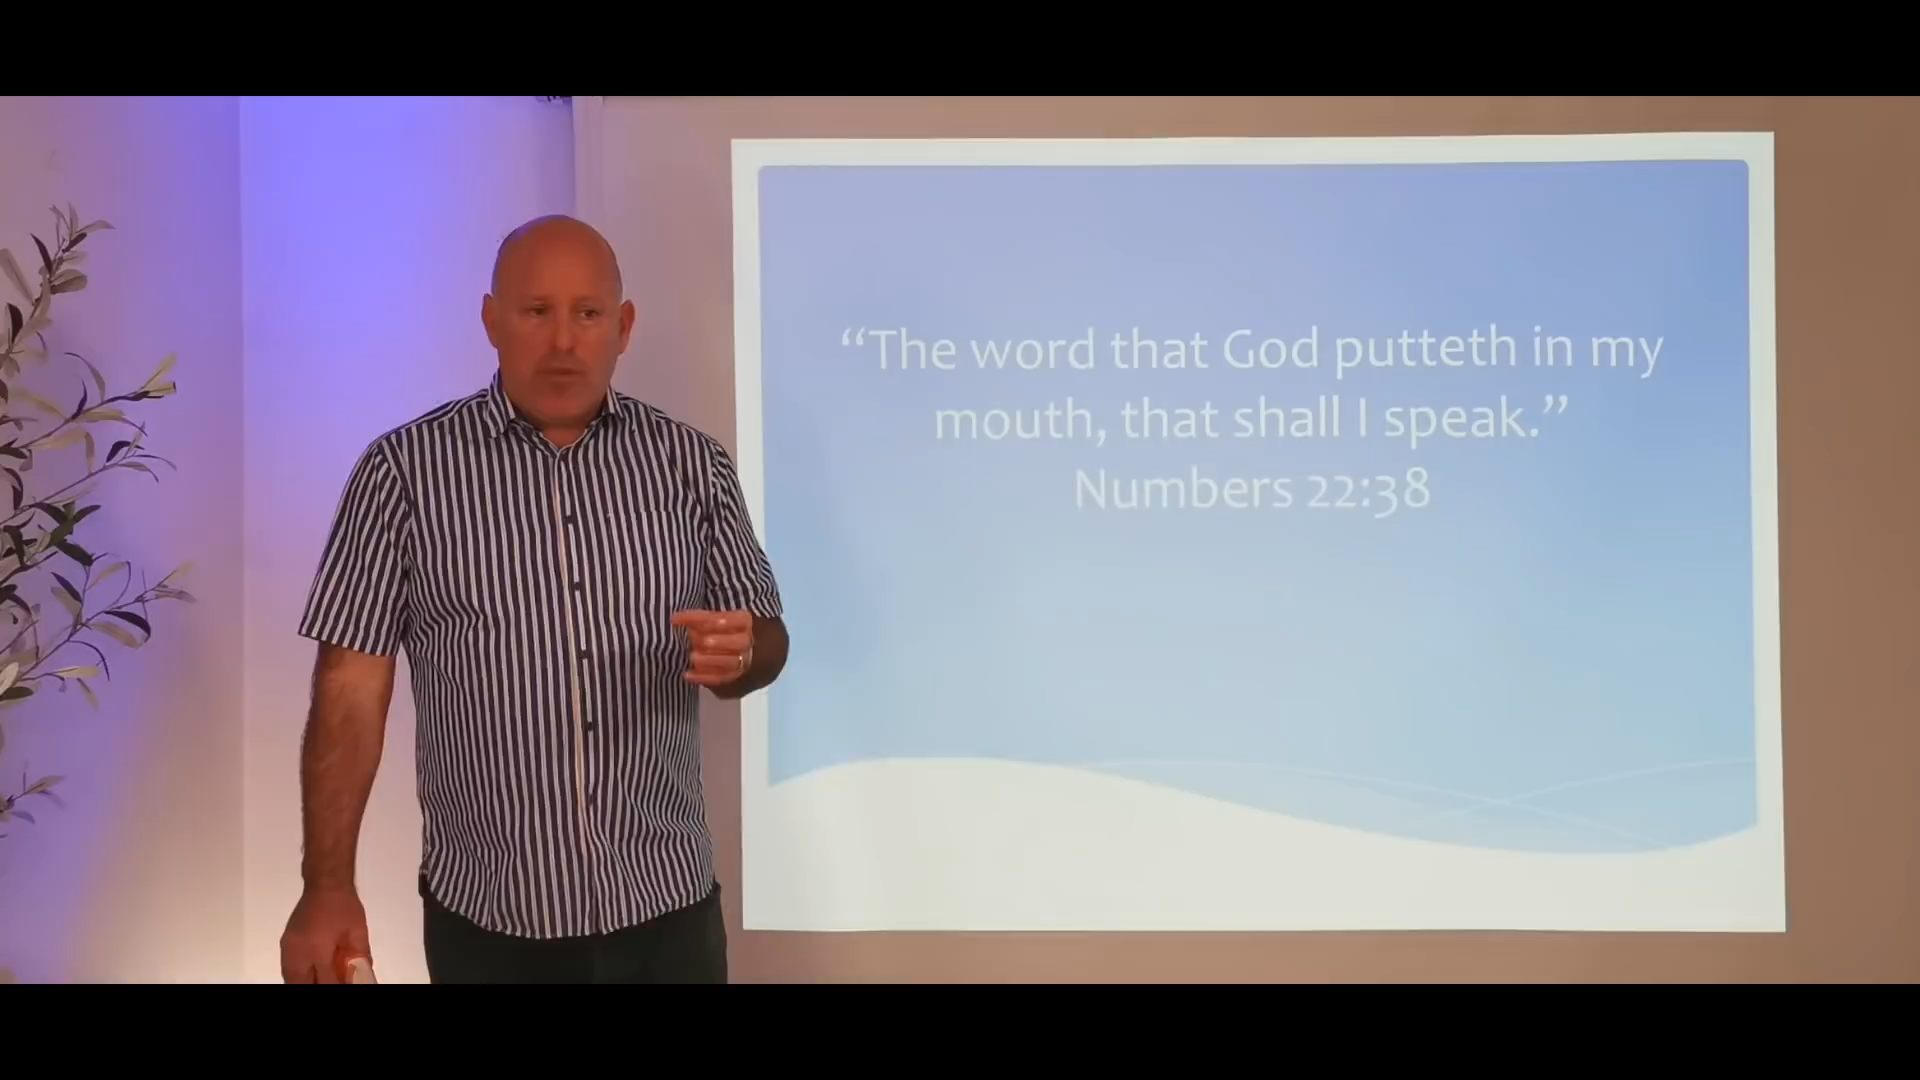 “The word that God putteth in my
mouth, that shall I speak.”
Numbers 22:38